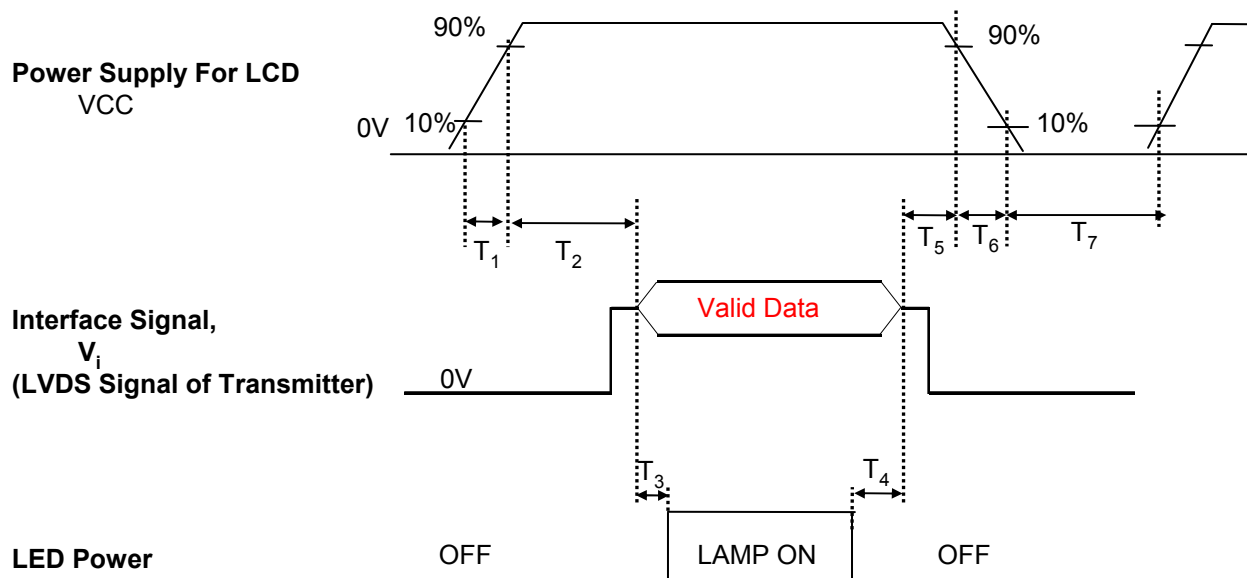 90%
90%
Power Supply For LCD
VCC
0V
10%
10%
T1
T2
T5
T6
T7
Valid Data
Interface Signal,
Vi
(LVDS Signal of Transmitter)
0V
T3
T4
LED Power
OFF
LAMP ON
OFF